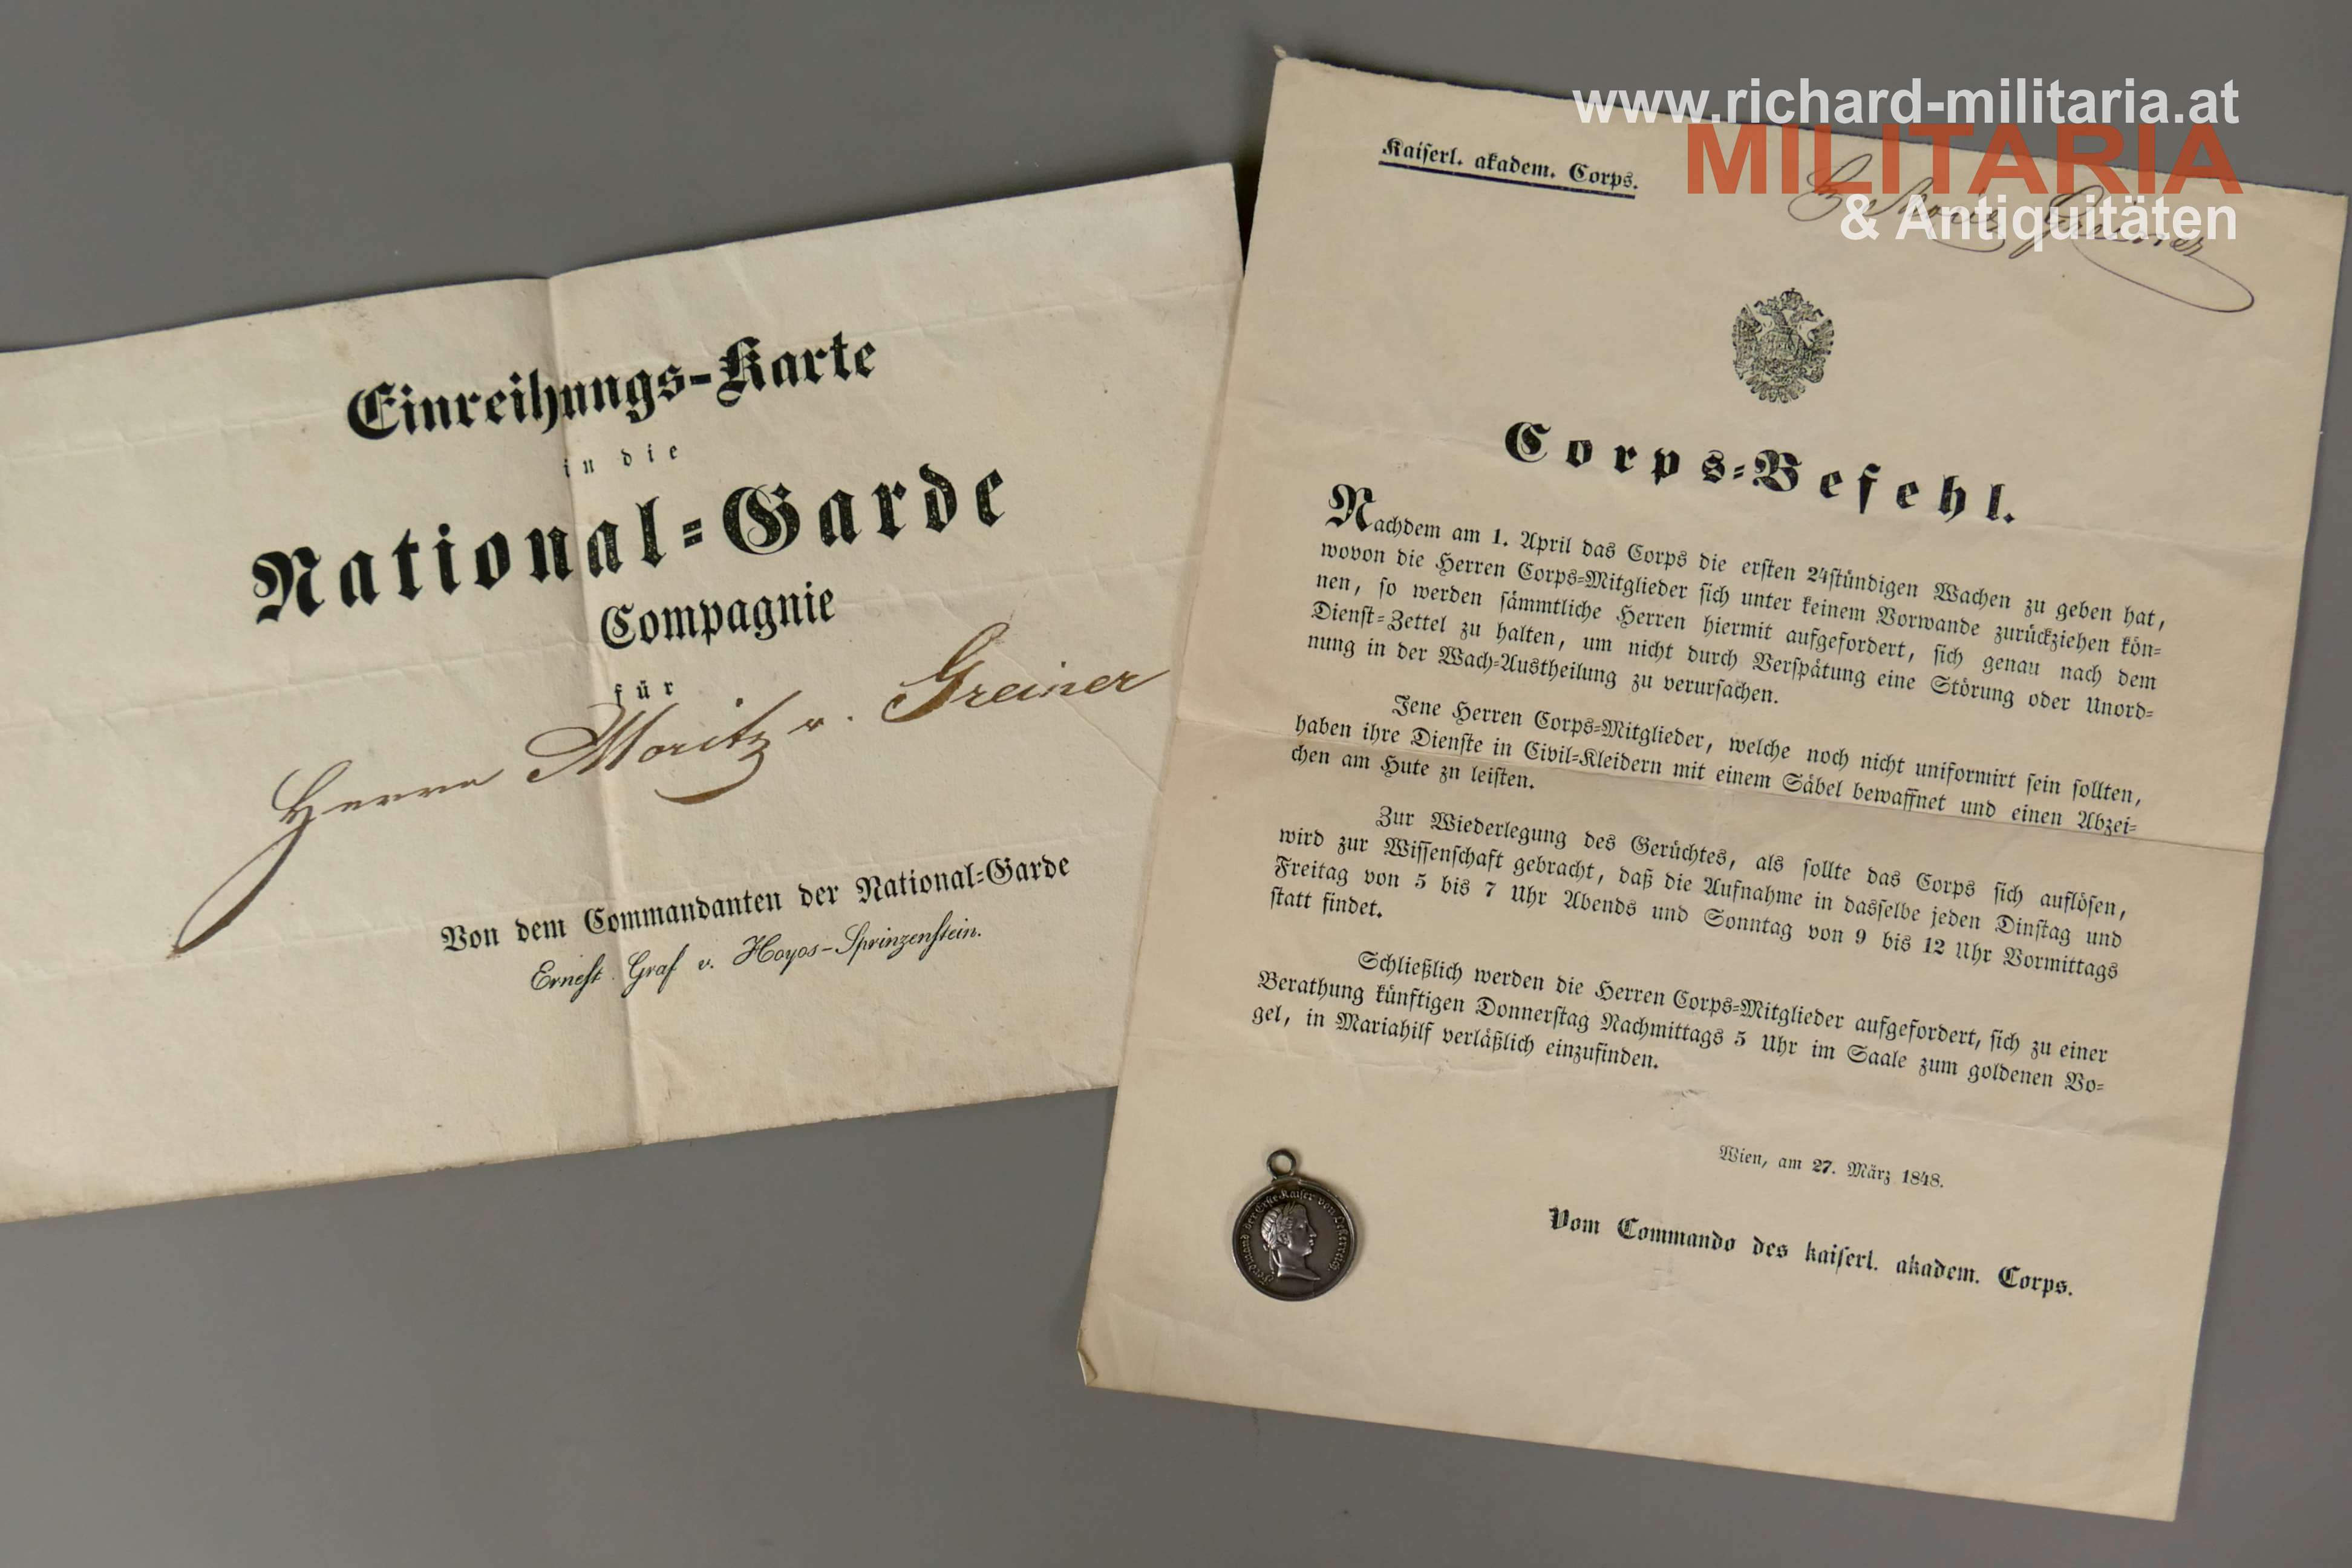 Einreihungs-Karte
in die
National=Garde
Compagnie
für
Herrn Moritz v. Greiner
Von dem Commandanten der National=Garde
Ernest Graf v. Hoyos-Sprinzenstein.
www.richard-militaria.at
MILITARIA
& Antiquitäten
Kaiserl. akadem. Corps.
Greiner
Corps=Befehl.
Nachdem am 1. April das Corps die ersten 24stündigen Wachen zu geben hat,
wovon die Herren Corps=Mitglieder sich unter keinem Vorwande zurückziehen kön=
nen, so werden sämmtliche Herren hiermit aufgefordert, sich genau nach dem
Dienst=Zettel zu halten, um nicht durch Verspätung eine Störung oder Unord=
nung in der Wach=Austheilung zu verursachen.
Jene Herren Corps=Mitglieder, welche noch nicht uniformirt sein sollten,
haben ihre Dienste in Civil=Kleidern mit einem Säbel bewaffnet und einen Abzei=
chen am Hute zu leisten.
Zur Wiederlegung des Gerüchtes, als sollte das Corps sich auflösen,
wird zur Wissenschaft gebracht, daß die Aufnahme in dasselbe jeden Dinstag und
Freitag von 5 bis 7 Uhr Abends und Sonntag von 9 bis 12 Uhr Vormittags
statt findet.
Schließlich werden die Herren Corps=Mitglieder aufgefordert, sich zu einer
Berathung künftigen Donnerstag Nachmittags 5 Uhr im Saale zum goldenen Vo=
gel, in Mariahilf verläßlich einzufinden.
Wien, am 27. März 1848.
Vom Commando des kaiserl. akadem. Corps.
Ferdinand der Erste Kaiser von Oesterreich